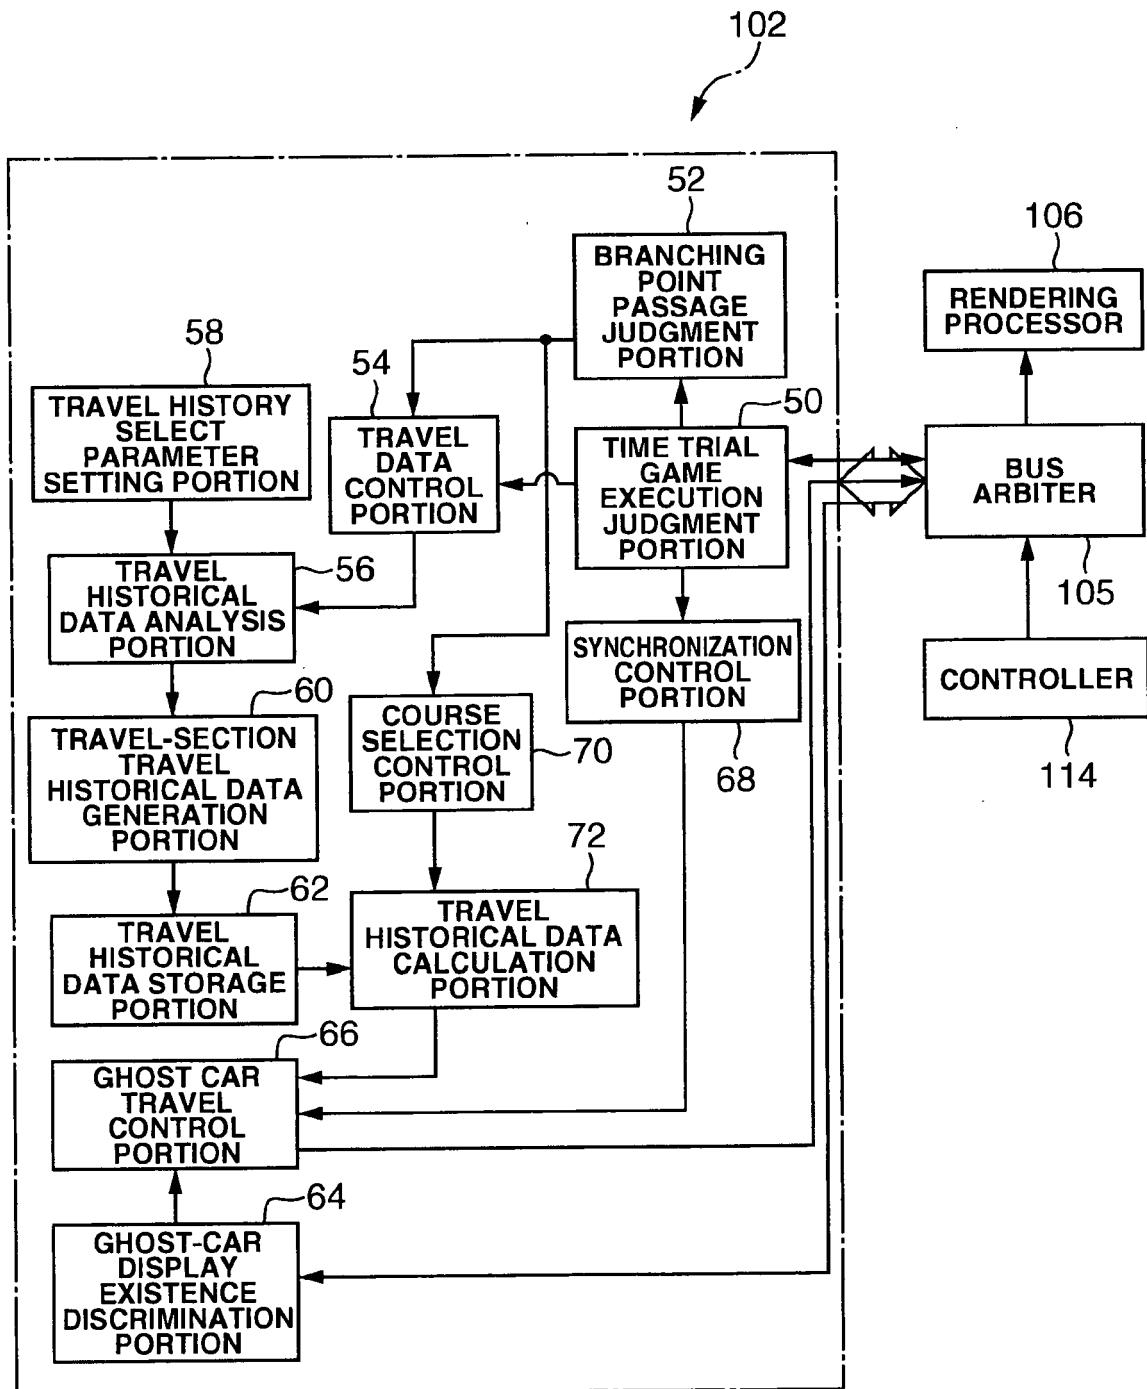 102
52
BRANCHING
POINT
PASSAGE
JUDGMENT
PORTION
106
RENDERING
PROCESSOR
58
TRAVEL HISTORY
SELECT
PARAMETER
SETTING PORTION
54
TRAVEL
DATA
CONTROL
PORTION
50
TIME TRIAL
GAME
EXECUTION
JUDGMENT
PORTION
BUS
ARBITER
105
56
TRAVEL
HISTORICAL
DATA ANALYSIS
PORTION
SYNCHRONIZATION
CONTROL
PORTION
68
CONTROLLER
114
60
TRAVEL-SECTION
TRAVEL
HISTORICAL DATA
GENERATION
PORTION
COURSE
SELECTION
CONTROL
PORTION
70
62
TRAVEL
HISTORICAL
DATA STORAGE
PORTION
72
TRAVEL
HISTORICAL DATA
CALCULATION
PORTION
66
GHOST CAR
TRAVEL
CONTROL
PORTION
64
GHOST-CAR
DISPLAY
EXISTENCE
DISCRIMINATION
PORTION